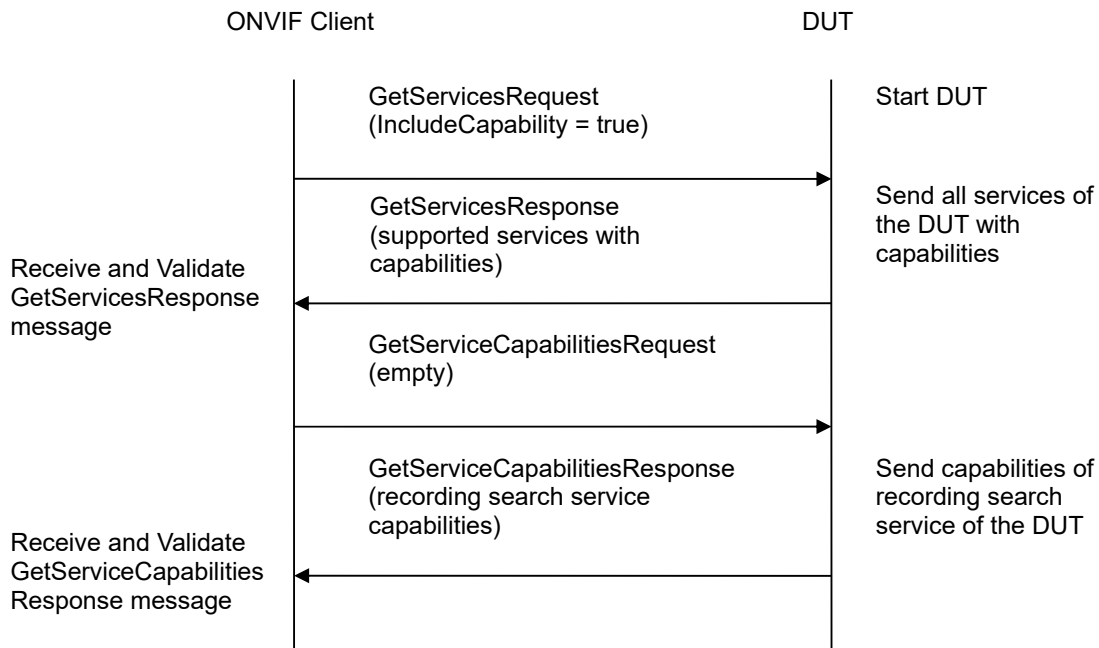 ONVIF Client
DUT
GetServicesRequest
(IncludeCapability = true)
Start DUT
GetServicesResponse
(supported services with
capabilities)
Send all services of
the DUT with
capabilities
Receive and Validate
GetServicesResponse
message
GetServiceCapabilitiesRequest
(empty)
GetServiceCapabilitiesResponse
(recording search service
capabilities)
Send capabilities of
recording search
service of the DUT
Receive and Validate
GetServiceCapabilities
Response message